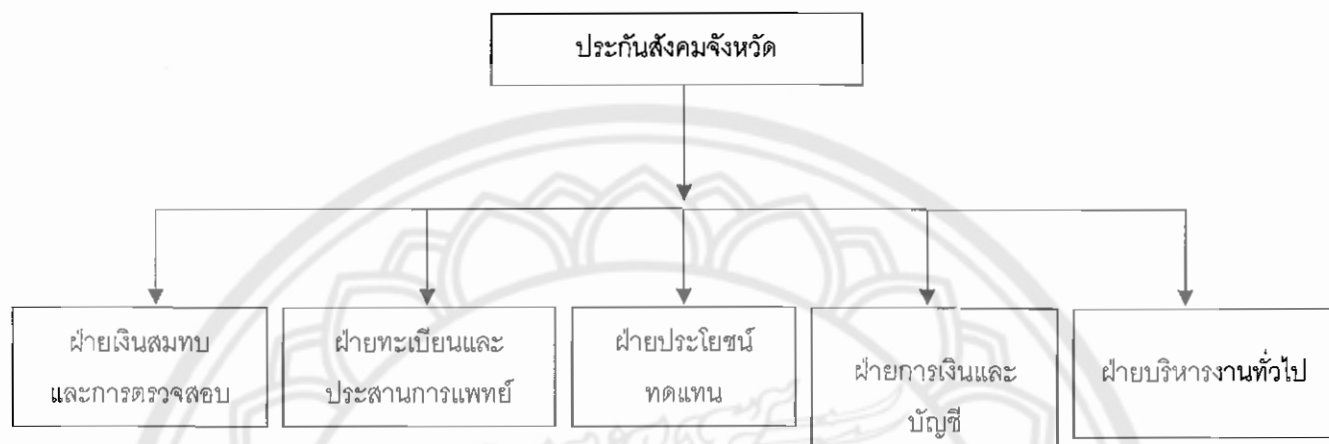 ประกันสังคมจังหวัด
ฝ่ายเงินสมทบ
และการตรวจสอบ
ฝ่ายทะเบียนและ
ประสานการแพทย์
ฝ่ายประโยชน์
ทดแทน
ฝ่ายการเงินและ
บัญชี
ฝ่ายบริหารงานทั่วไป